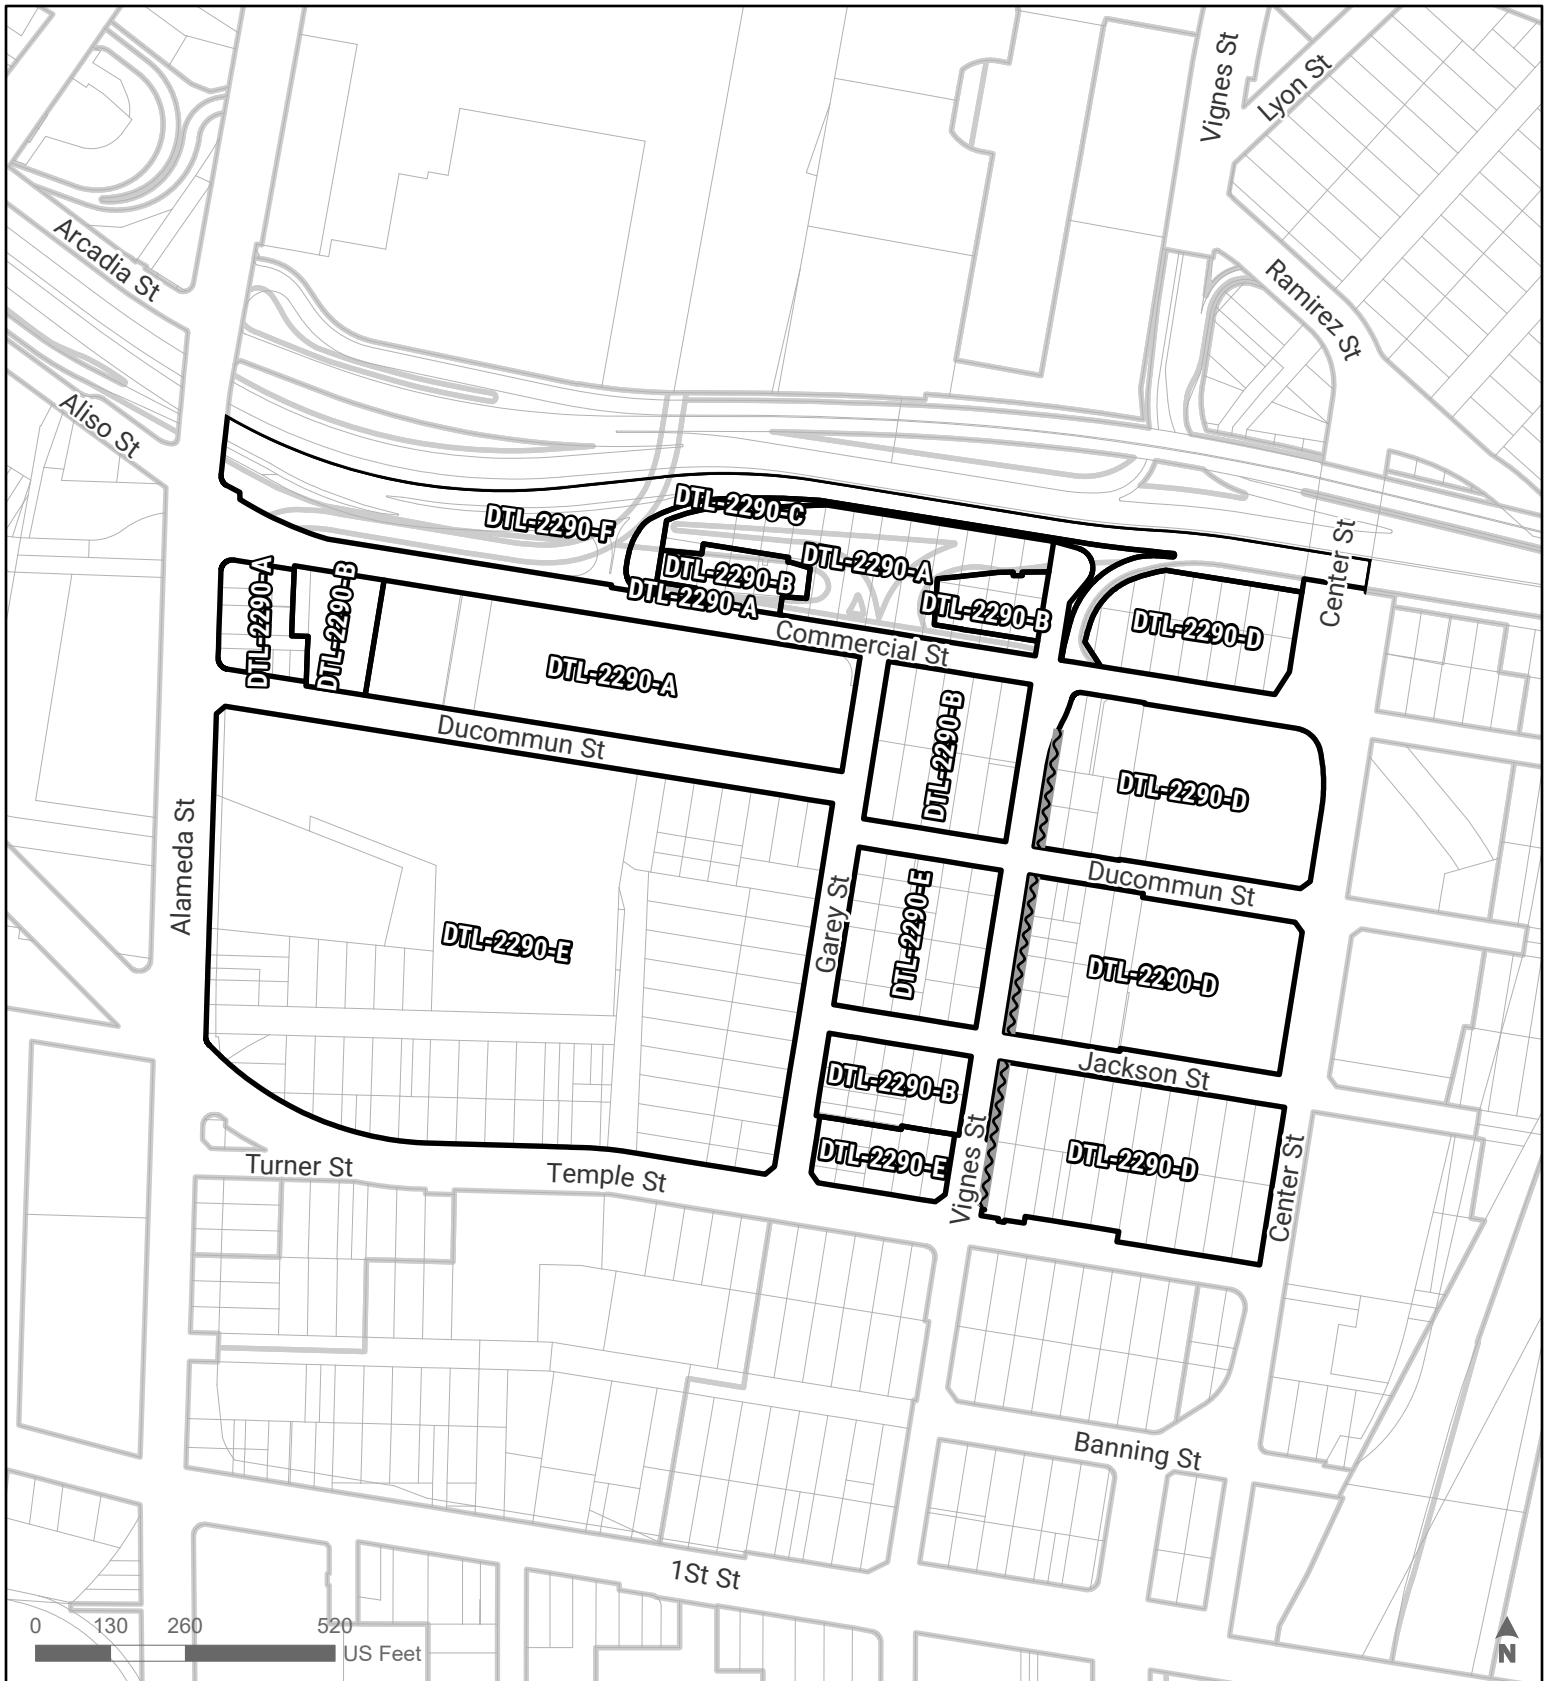 Vignes St
Lyon St
Arcadia St
Ramirez St
Aliso St
DTL-2290-C
DTL-2290-F
Center St
DTL-2290-A
DTL-2290-B
DTL-2290-A
DTL-2290-B
DTL-2290-A
DTL-2290-B
DTL-2290-D
Commercial St
DTL-2290-A
DTL-2290-B
Ducommun St
DTL-2290-D
Alameda St
Ducommun St
Garey St
DTL-2290-E
DTL-2290-E
DTL-2290-D
Jackson St
DTL-2290-B
DTL-2290-E
Vignes St
DTL-2290-D
Center St
Turner St
Temple St
Banning St
1St St
0 130 260 520
US Feet
N